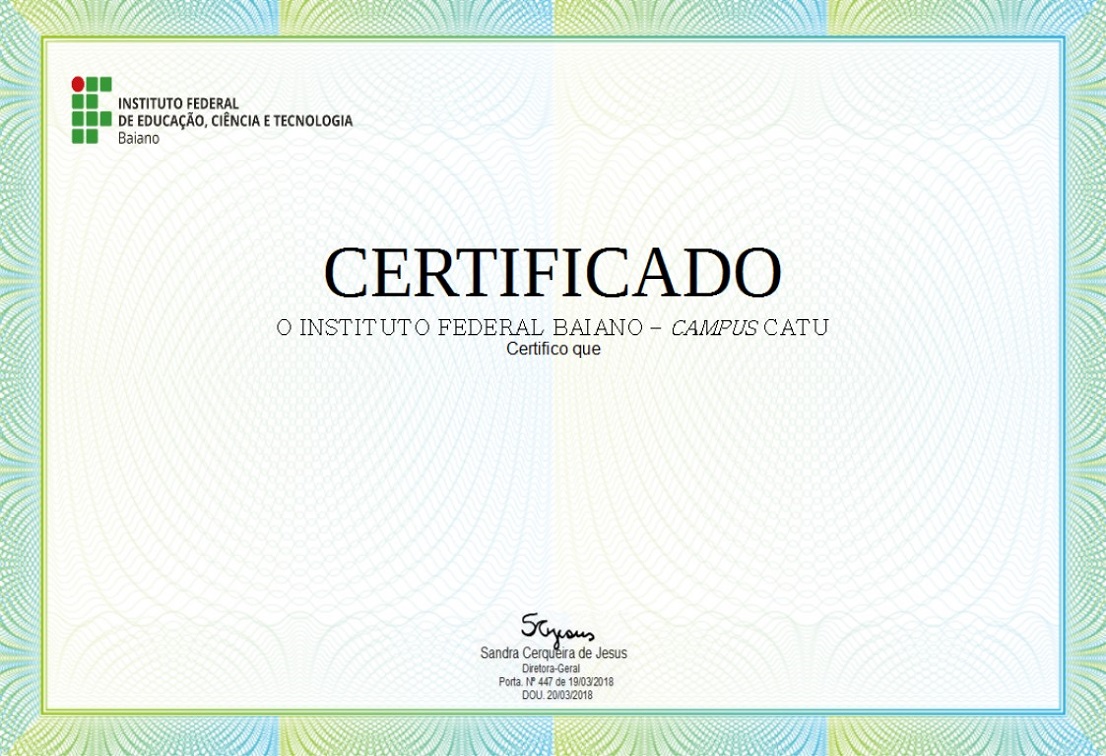 INSTITUTO FEDERAL
DE EDUCAÇÃO, CIÊNCIA E TECNOLOGIA
Baiano
CERTIFICADO
O INSTITUTO FEDERAL BAIANO – CAMPUS CATU
Certifico que
Sandra Cerqueira de Jesus
Diretora-Geral
Porta. Nº 447 de 19/03/2018
DOU. 20/03/2018